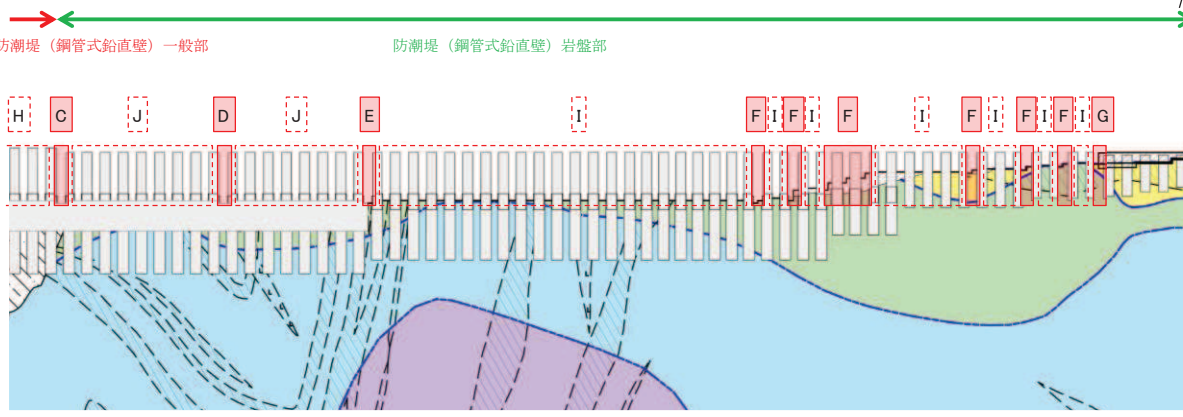 防潮堤（鋼管式鉛直壁）一般部
防潮堤（鋼管式鉛直壁）岩盤部
H C J D J E I F I F I F I F I F I F I G